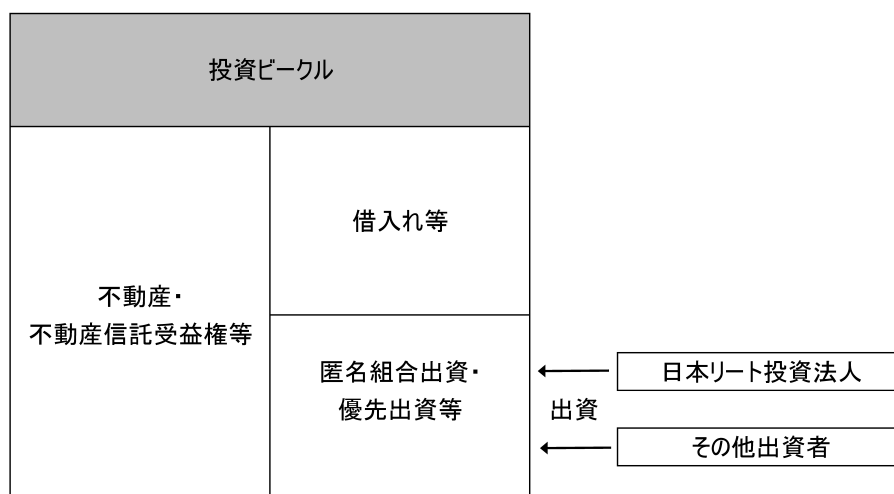 投資ビークル
不動産・
不動産信託受益権等
借入れ等
匿名組合出資・
優先出資等
出資
日本リート投資法人
その他出資者